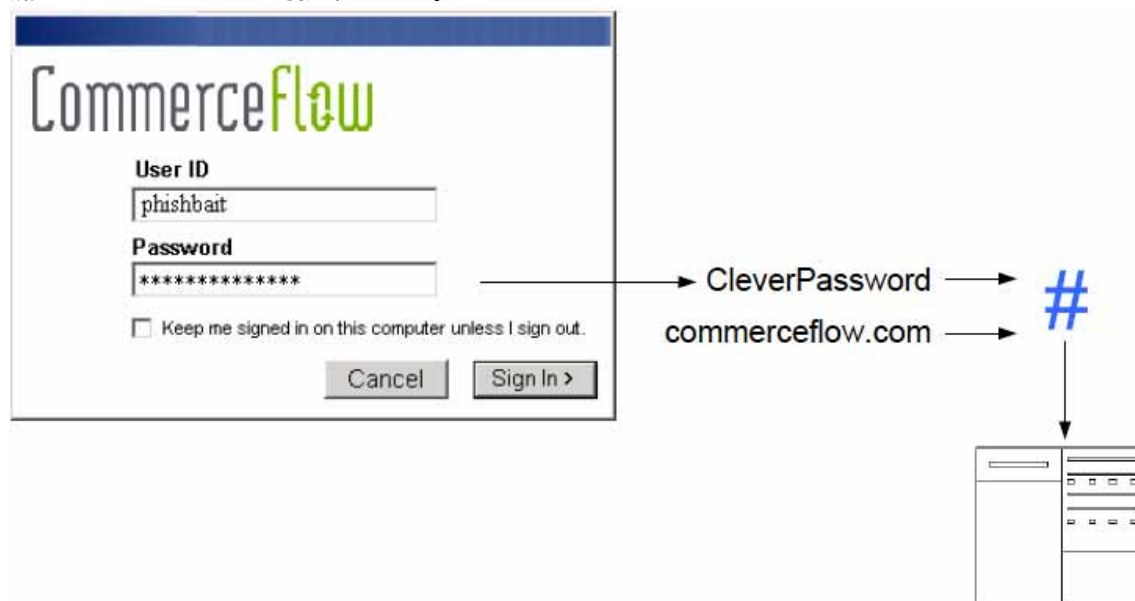 CommerceFlow
User ID
phishbait
Password
**************
Keep me signed in on this computer unless I sign out.
Cancel
Sign In >
CleverPassword
commerceflow.com
#